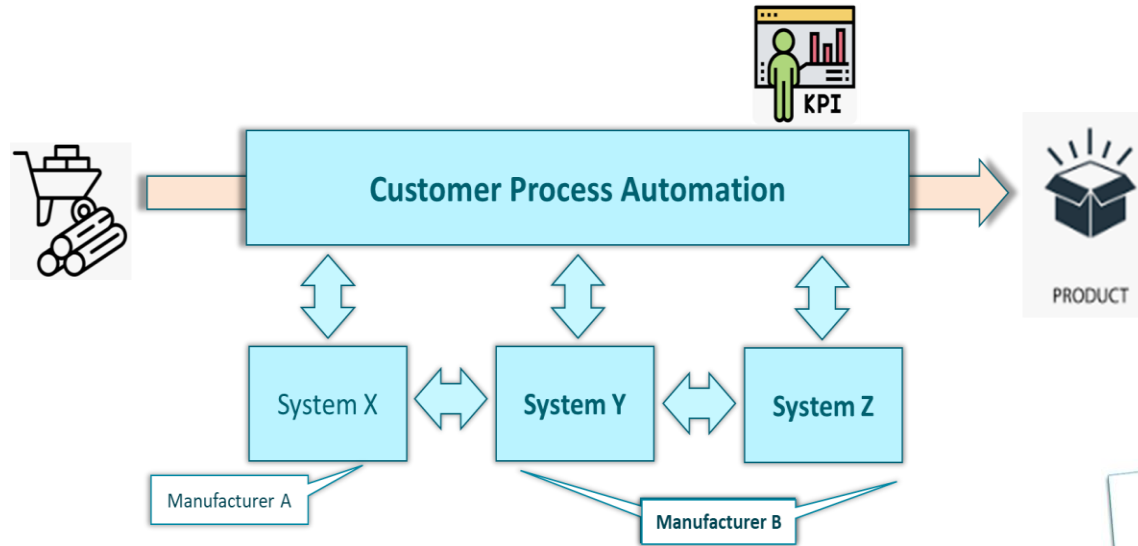 KPI
Customer Process Automation
PRODUCT
System X
System Y
System Z
Manufacturer A
Manufacturer B